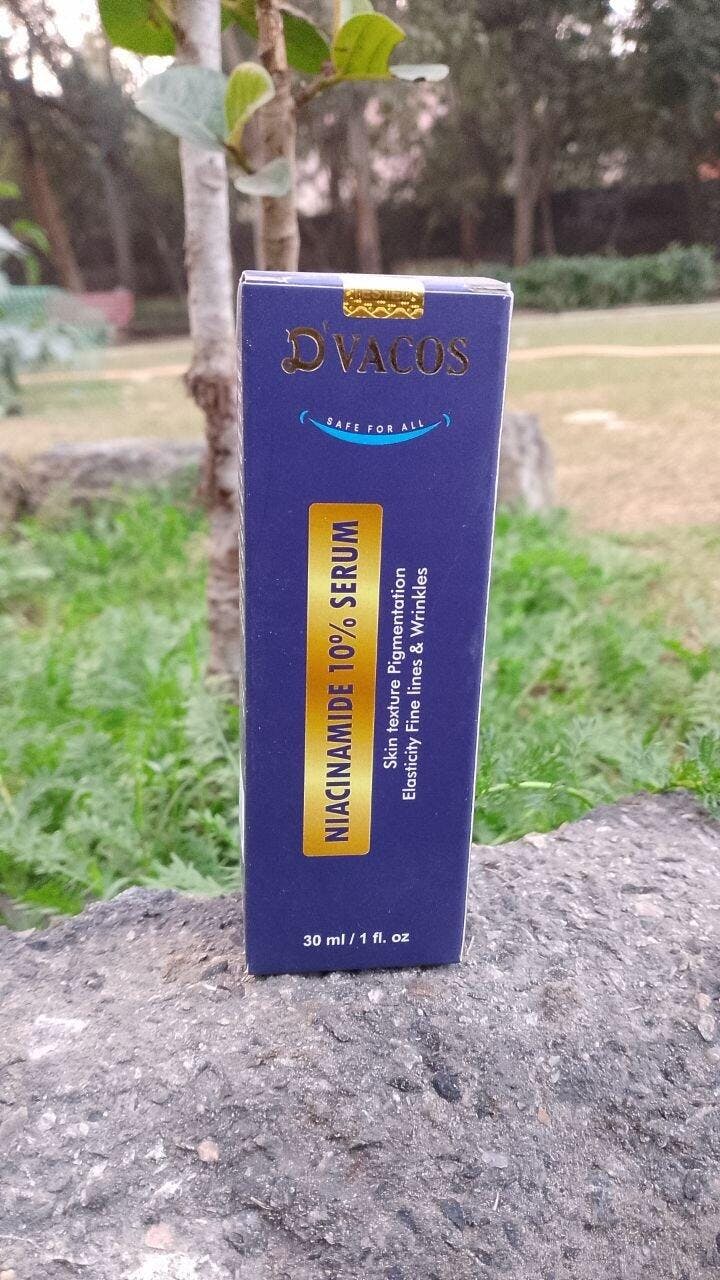 D'VACOS
SAFE FOR ALL
NIACINAMIDE 10% SERUM
Skin texture Pigmentation
Elasticity Fine lines & Wrinkles
30 ml / 1 fl. oz